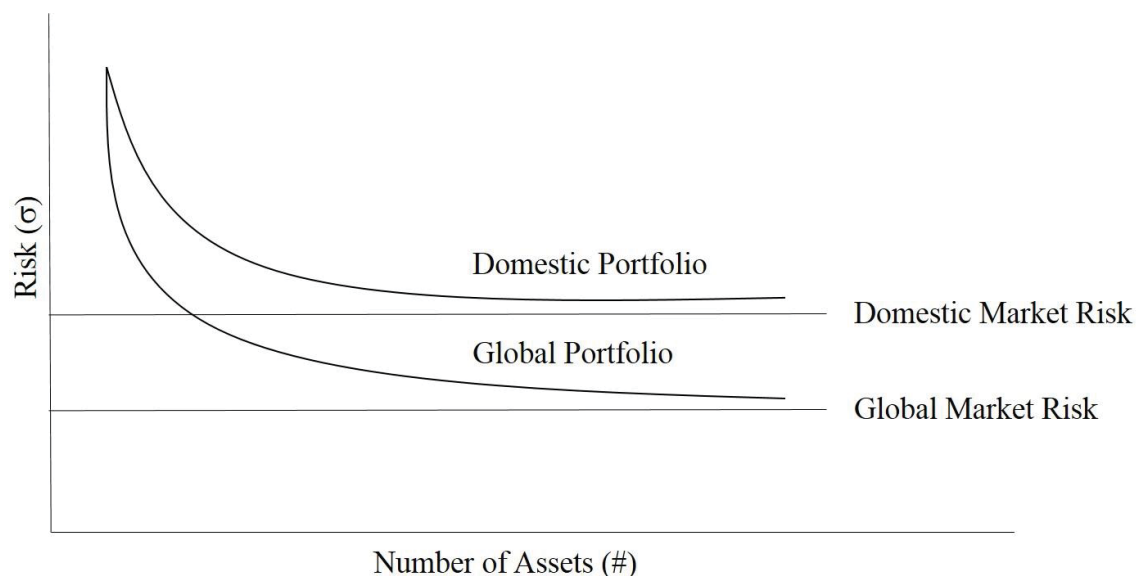 Risk (σ)
Domestic Portfolio
Domestic Market Risk
Global Portfolio
Global Market Risk
Number of Assets (#)